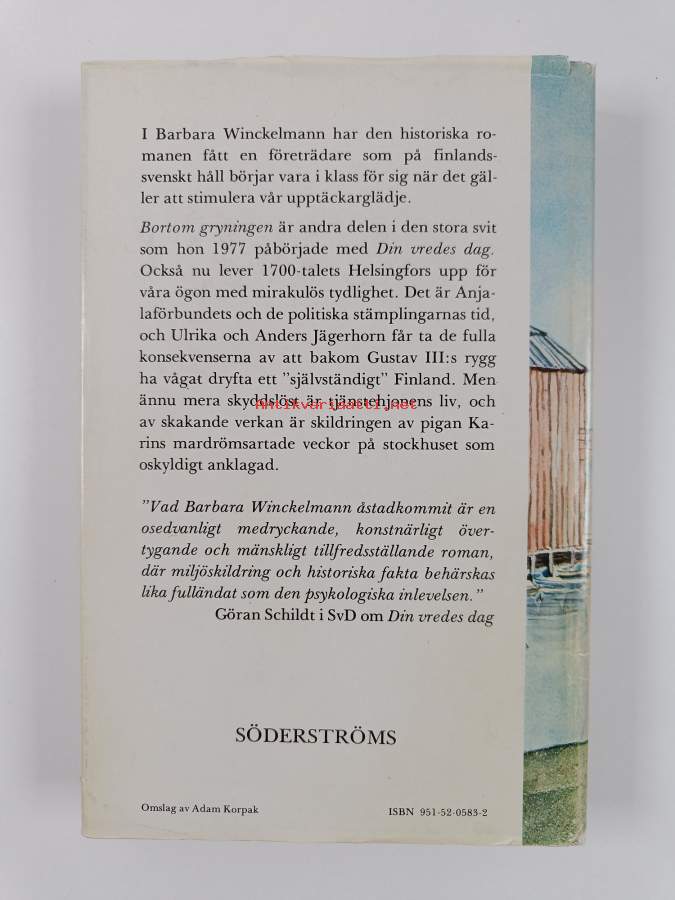 I Barbara Winckelmann har den historiska ro-
manen fått en företrädare som på finlands-
svenskt håll börjar vara i klass för sig när det gäl-
ler att stimulera vår upptäckarglädje.
Bortom gryningen är andra delen i den stora svit
som hon 1977 påbörjade med Din vredes dag.
Också nu lever 1700-talets Helsingfors upp för
våra ögon med mirakulös tydlighet. Det är Anja-
laförbundets och de politiska stämplingarnas tid,
och Ulrika och Anders Jägerhorn får ta de fulla
konsekvenserna av att bakom Gustav III:s rygg
ha vågat dryfta ett "självständigt" Finland. Men
ännu mera skyddslöst är tjänstehjonens liv, och
Antikvariaatti.net
av skakande verkan är skildringen av pigan Ka-
rins mardrömsartade veckor på stockhuset som
oskyldigt anklagad.
"Vad Barbara Winckelmann åstadkommit är en
osedvanligt medryckande, konstnärligt över-
tygande och mänskligt tillfredsställande roman,
där miljöskildring och historiska fakta behärskas
lika fulländat som den psykologiska inlevelsen."
Göran Schildt i SvD om Din vredes dag
SÖDERSTRÖMS
Omslag av Adam Korpak
ISBN 951-52-0583-2